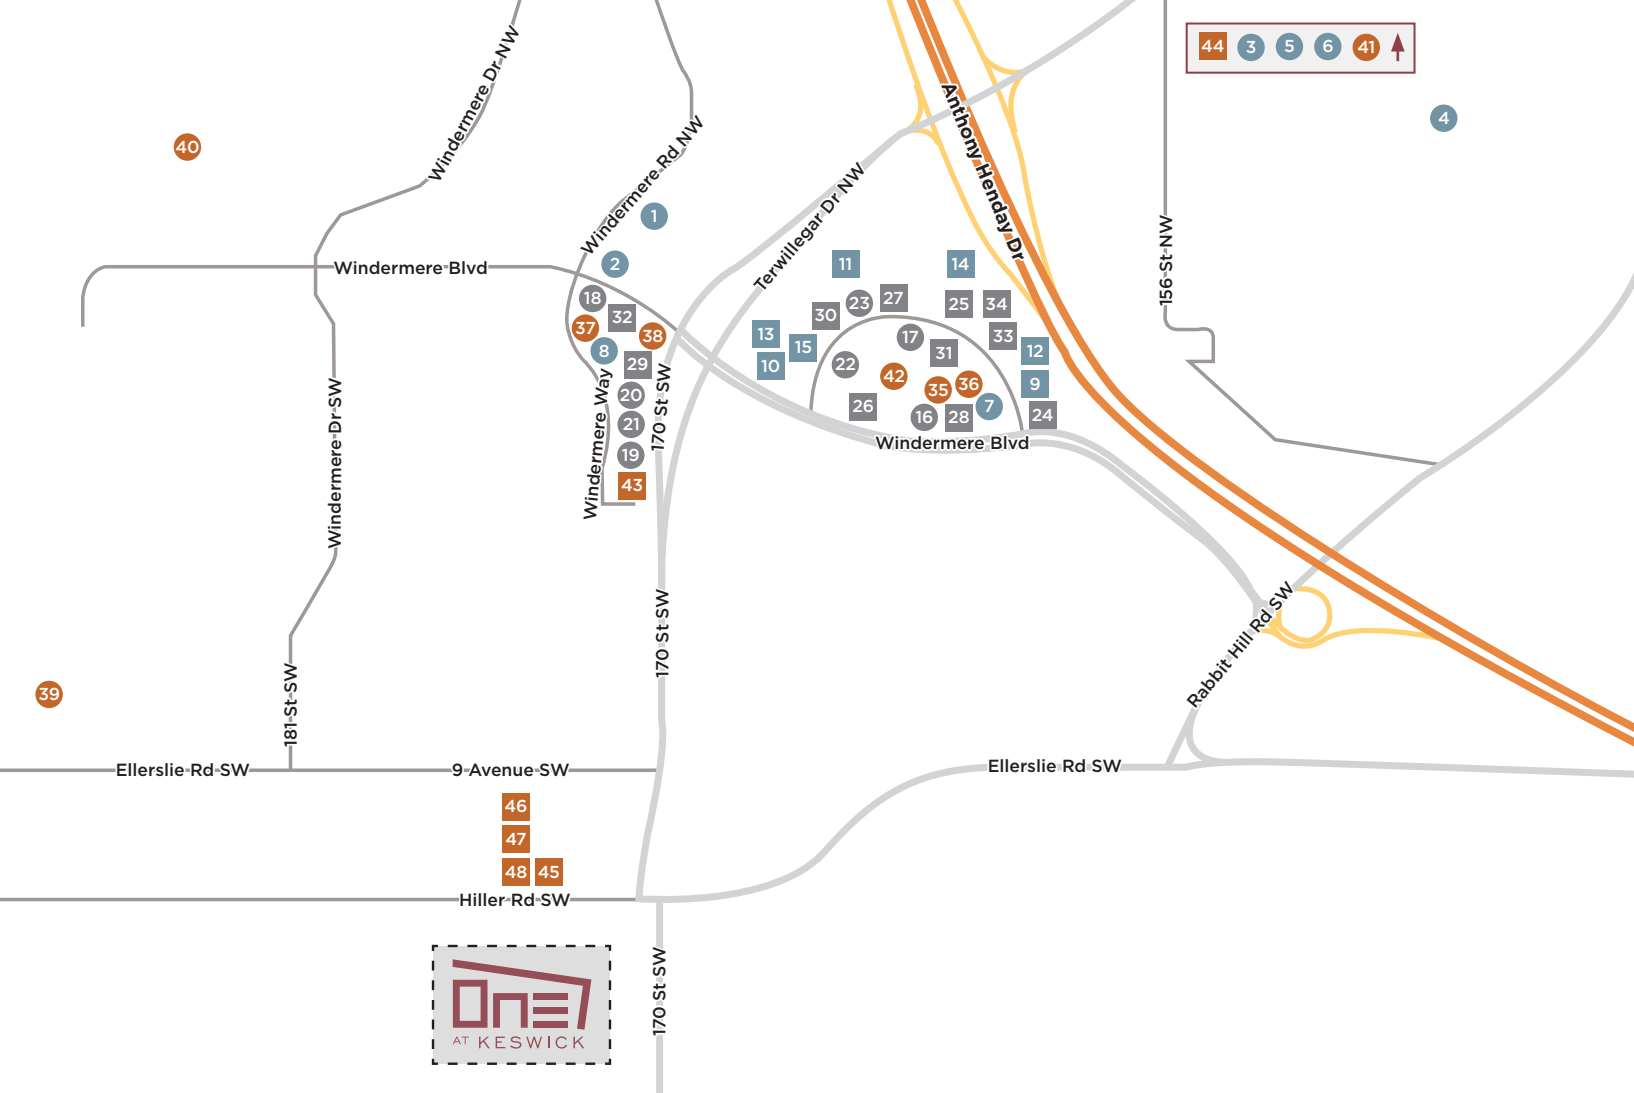 44 3 5 6 41
4
40
Windermere Dr NW
Windermere Rd NW
Anthony Henday Dr
Terwillegar Dr NW
156 St NW
1
2
Windermere Blvd
11
14
18
32
37
38
8
29
20
21
19
43
Windermere Way
170 St SW
13
15
10
30
23
27
25
34
33
12
9
24
17
31
22
42
35
36
7
26
16
28
Windermere Blvd
Windermere Dr SW
170 St SW
Rabbit Hill Rd SW
39
181 St SW
Ellerslie Rd SW
9 Avenue SW
Ellerslie Rd SW
46
47
48
45
Hiller Rd SW
One
AT KESWICK
170 St SW